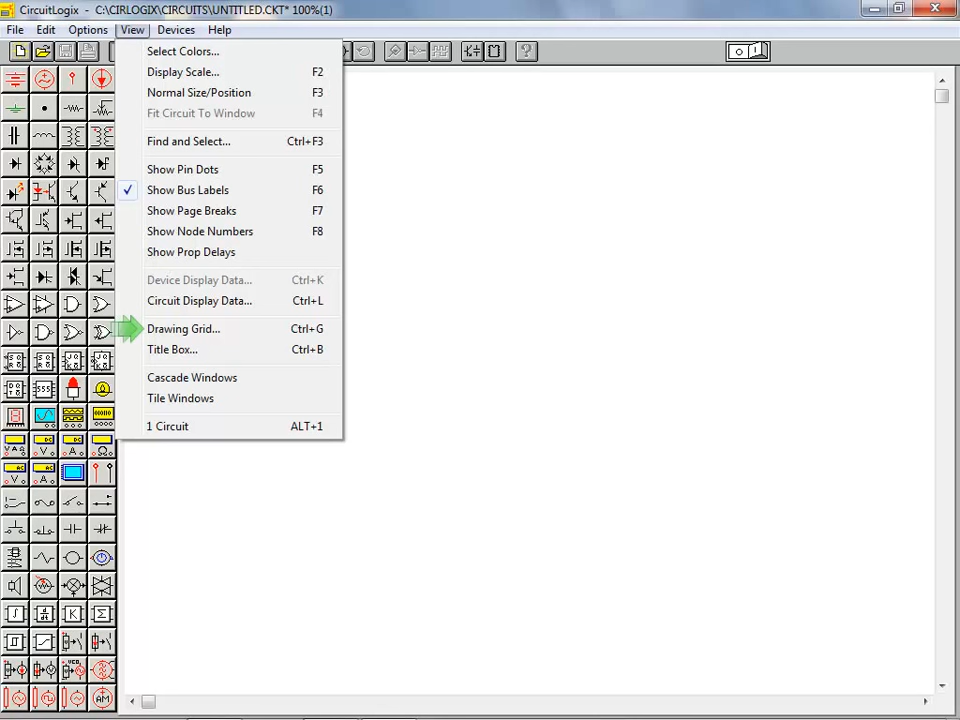 CircuitLogix - C:\CIRLOGIX\CIRCUITS\UNTITLED.CKT* 100%(1)
File Edit Options View Devices Help
Select Colors...
Display Scale... F2
Normal Size/Position F3
Fit Circuit To Window F4
Find and Select... Ctrl+F3
Show Pin Dots F5
Show Bus Labels F6
Show Page Breaks F7
Show Node Numbers F8
Show Prop Delays
Device Display Data... Ctrl+K
Circuit Display Data... Ctrl+L
Drawing Grid... Ctrl+G
Title Box... Ctrl+B
Cascade Windows
Tile Windows
1 Circuit ALT+1
555
AM